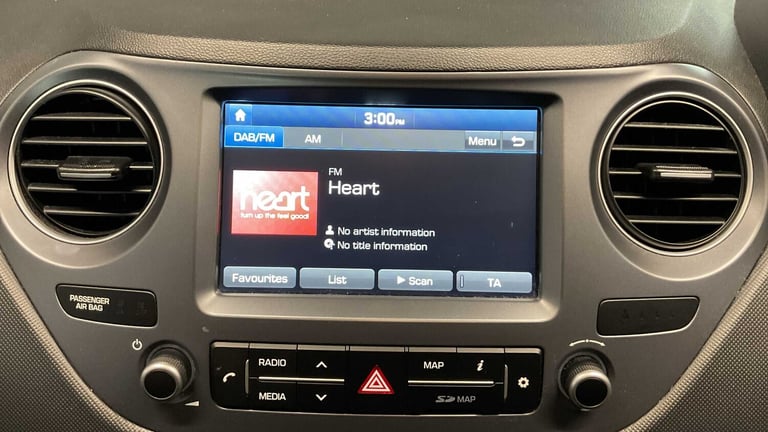 3:00PM
DAB/FM AM Menu
FM
Heart
heart
turn up the feel good!
No artist information
No title information
Favourites List Scan TA
PASSENGER
AIR BAG
RADIO MAP i
MEDIA SD MAP